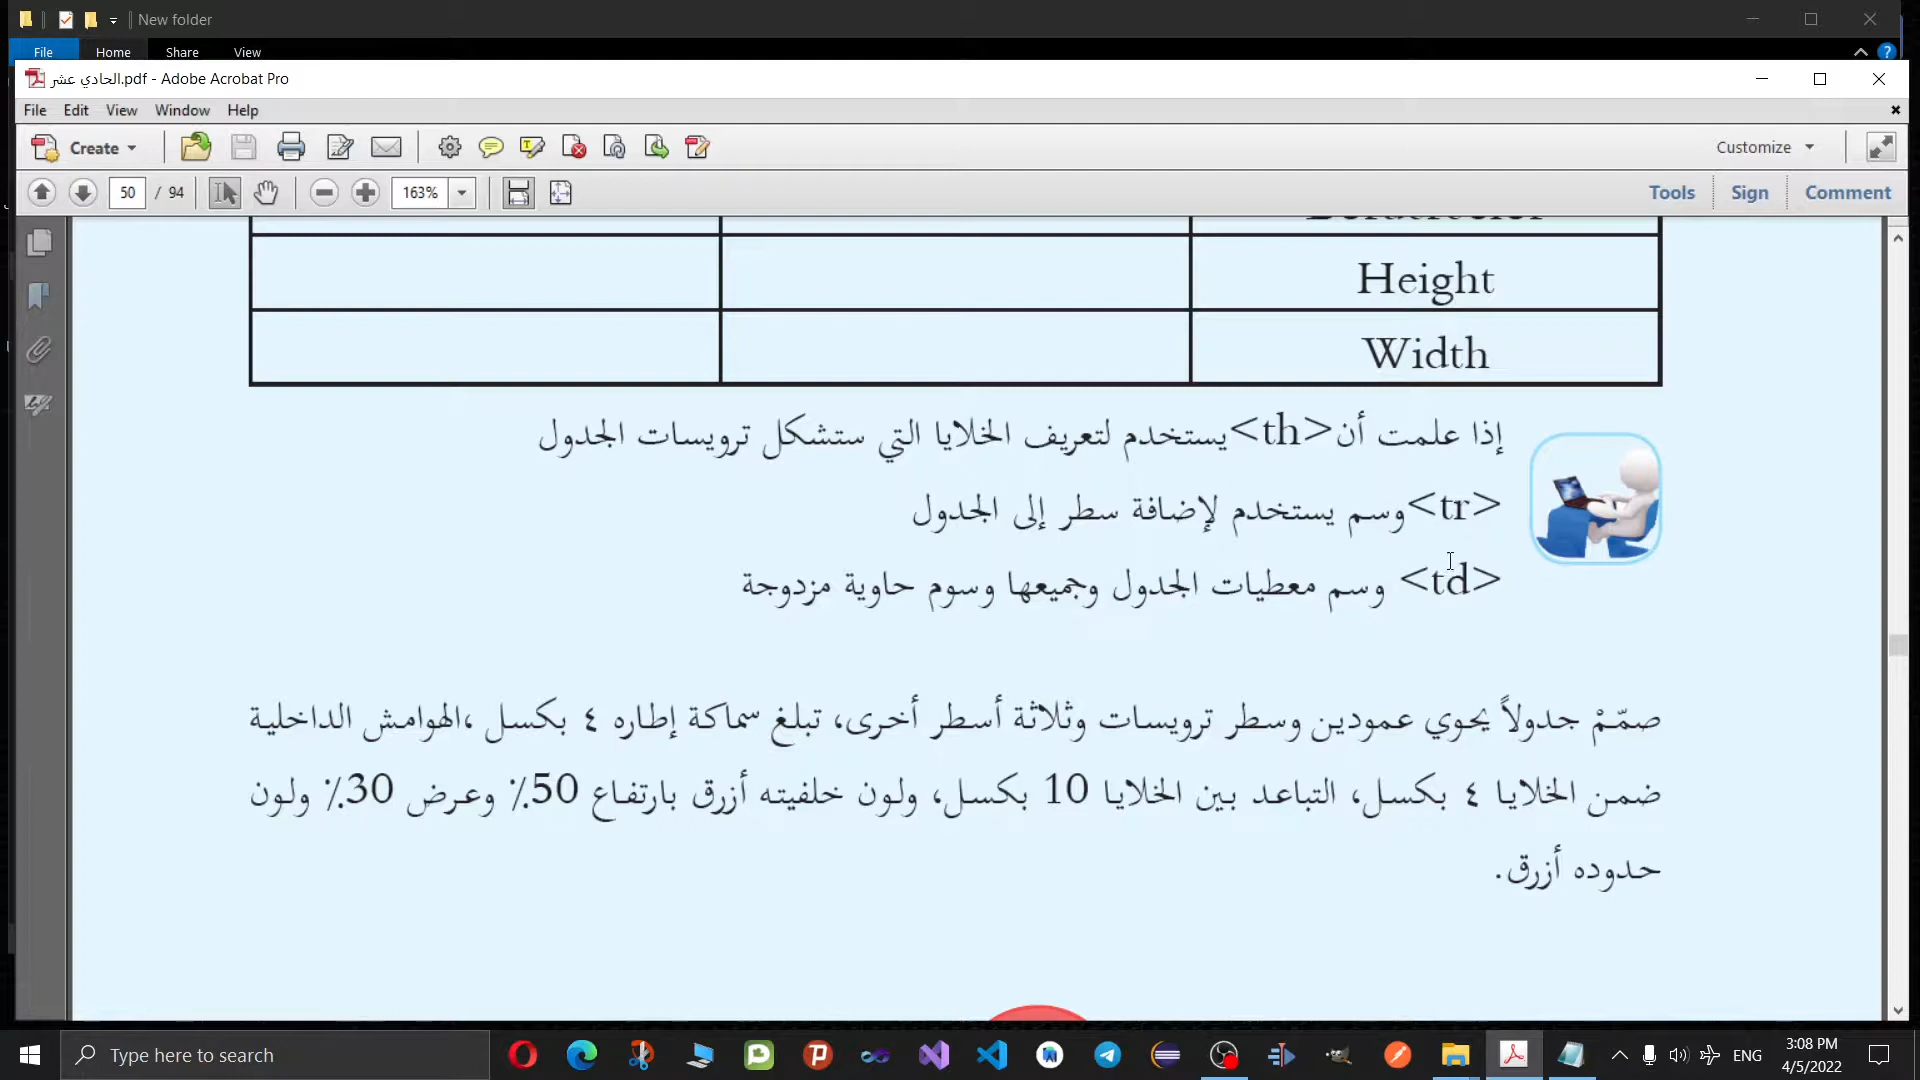 New folder
File Home Share View
الحادي عشر.pdf - Adobe Acrobat Pro
File Edit View Window Help
Create Customize
50 / 94 163% Tools Sign Comment
Height
Width
إذا علمت أن <th> يستخدم لتعريف الخلايا التي ستشكل ترويسات الجدول
<tr> وسم يستخدم لإضافة سطر إلى الجدول
<td> وسم معطيات الجدول وجميعها وسوم حاوية مزدوجة
صمّمْ جدولاً يحوي عمودين وسطر ترويسات وثلاثة أسطر أخرى، تبلغ سماكة إطاره ٤ بكسل ،الهوامش الداخلية
ضمن الخلايا ٤ بكسل، التباعد بين الخلايا 10 بكسل، ولون خلفيته أزرق بارتفاع 50٪ وعرض 30٪ ولون
حدوده أزرق.
Type here to search
ENG
3:08 PM
4/5/2022